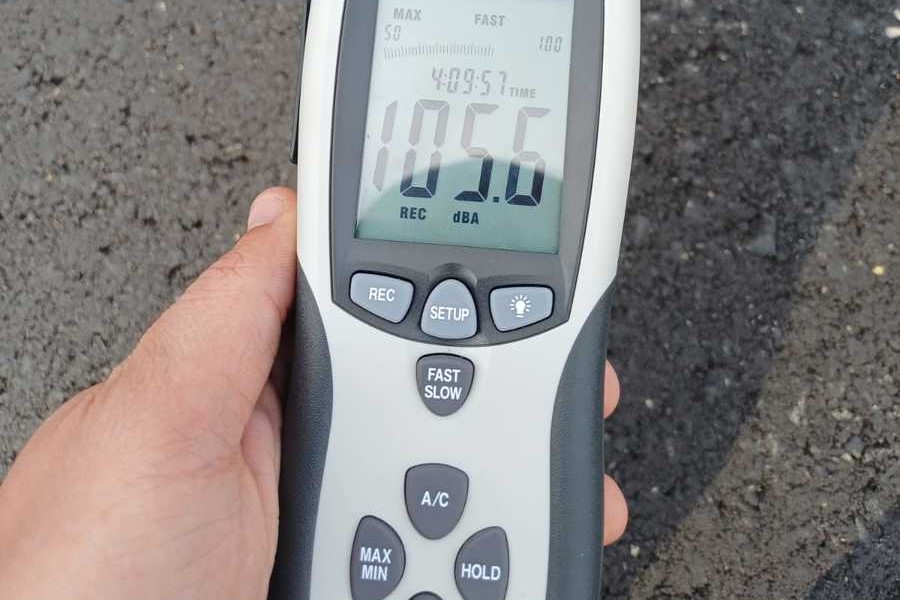 MAX FAST
50 100
4:09:57 TIME
105.6
REC dBA
REC
SETUP
FAST
SLOW
A/C
MAX
MIN
HOLD